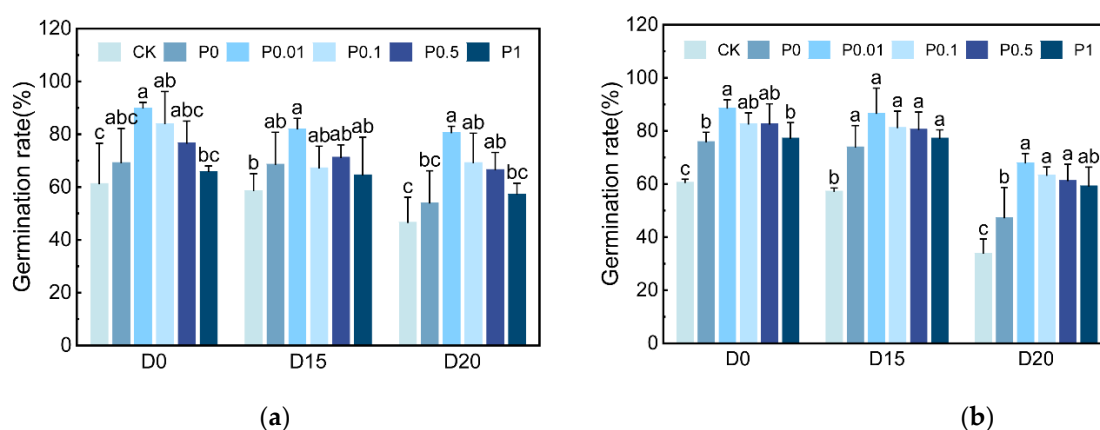 120
100
80
60
40
20
0
Germination rate(%)
CK P0 P0.01 P0.1 P0.5 P1
c abc a ab abc bc
b ab a ab ab ab
c bc a ab ab bc
D0 D15 D20
(a)
120
100
80
60
40
20
0
Germination rate(%)
CK P0 P0.01 P0.1 P0.5 P1
c b a ab ab b
b a a a a a
c b a a a ab
D0 D15 D20
(b)